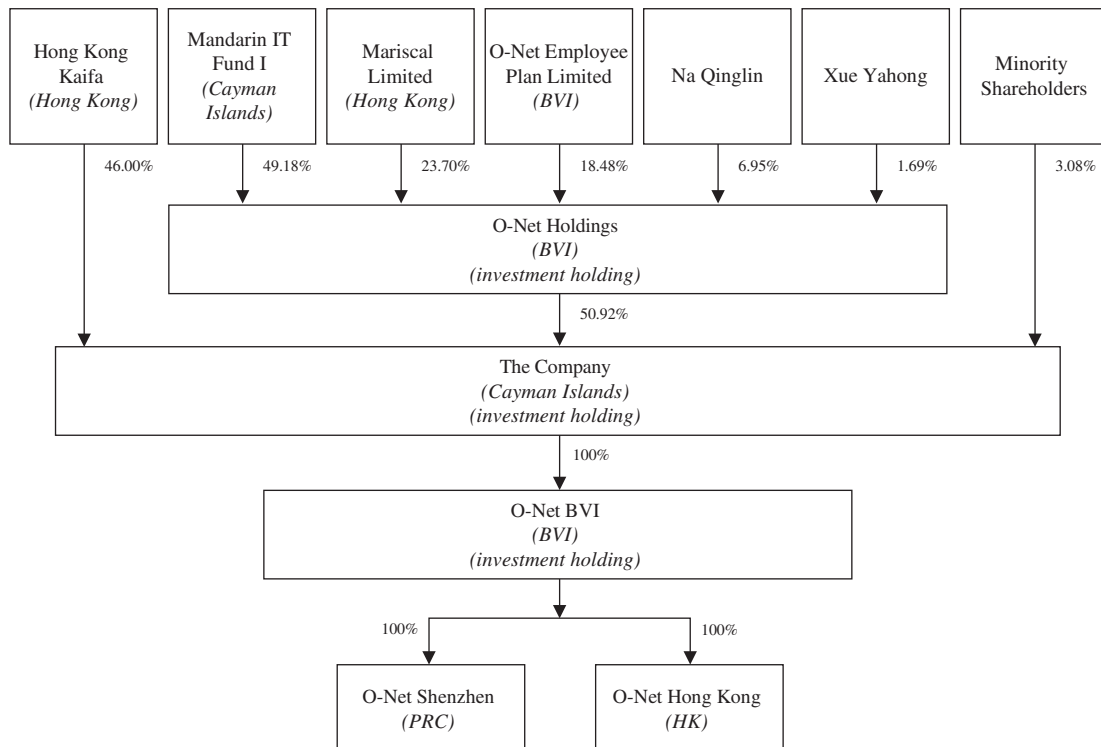 Hong Kong
Kaifa
(Hong Kong)
Mandarin IT
Fund I
(Cayman
Islands)
Mariscal
Limited
(Hong Kong)
O-Net Employee
Plan Limited
(BVI)
Na Qinglin
Xue Yahong
Minority
Shareholders
46.00%
49.18%
23.70%
18.48%
6.95%
1.69%
3.08%
O-Net Holdings
(BVI)
(investment holding)
50.92%
The Company
(Cayman Islands)
(investment holding)
100%
O-Net BVI
(BVI)
(investment holding)
100%
100%
O-Net Shenzhen
(PRC)
O-Net Hong Kong
(HK)